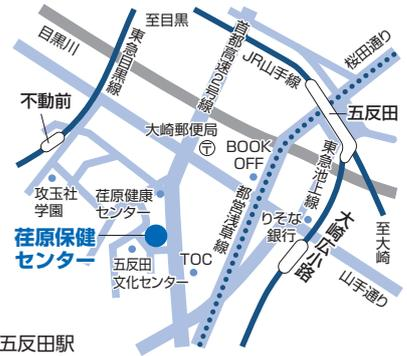 至目黒
目黒川
東急目黒線
首都高速2号線
JR山手線
桜田通り
不動前
大崎郵便局
〒
BOOK
OFF
五反田
東急池上線
攻玉社
学園
荏原健康
センター
都営浅草線
りそな
銀行
大崎広小路
至大崎
荏原保健
センター
五反田
文化センター
TOC
山手通り
五反田駅